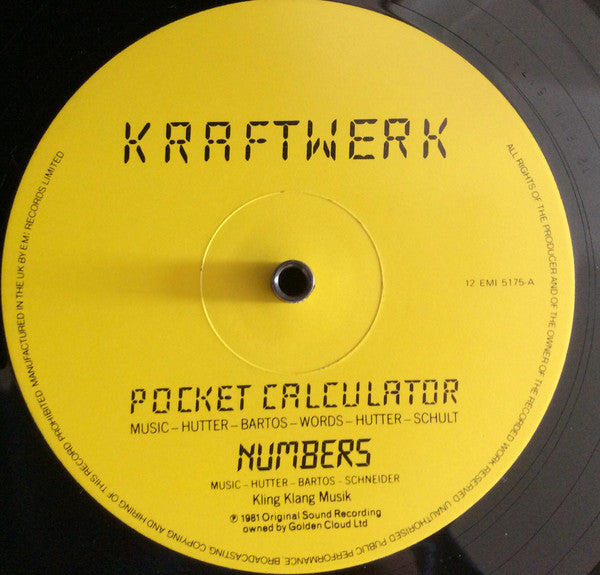 KRAFTWERK
12 EMI 5175-A
POCKET CALCULATOR
MUSIC – HUTTER – BARTOS – WORDS – HUTTER – SCHULT
NUMBERS
MUSIC – HUTTER – BARTOS – SCHNEIDER
Kling Klang Musik
℗ 1981 Original Sound Recording
owned by Golden Cloud Ltd
ALL RIGHTS OF THE PRODUCER AND OF THE OWNER OF THE RECORDED WORK RESERVED UNAUTHORISED PUBLIC PERFORMANCE BROADCASTING COPYING AND HIRING OF THIS RECORD PROHIBITED MANUFACTURED IN THE UK BY EMI RECORDS LIMITED